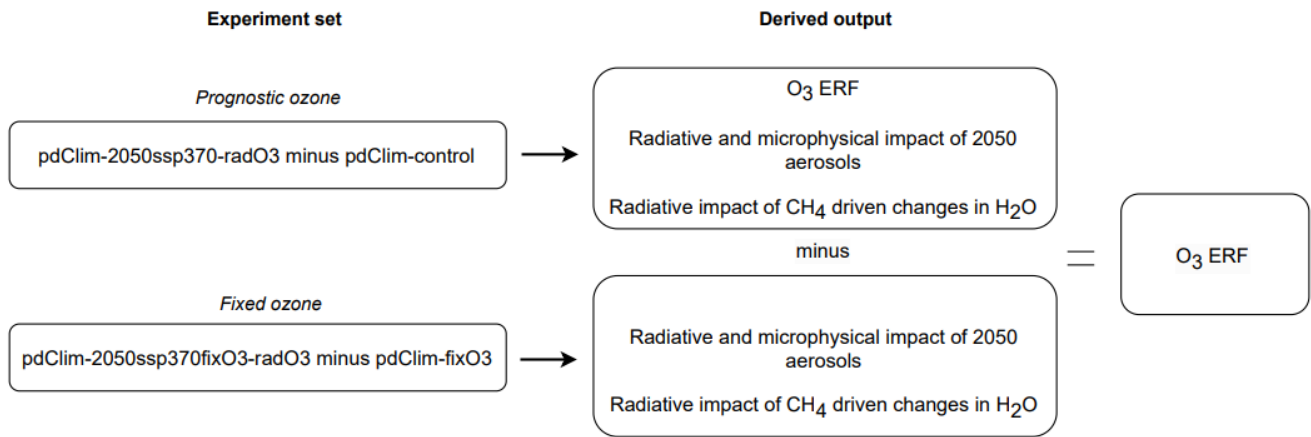 Experiment set
Derived output
Prognostic ozone
pdClim-2050ssp370-radO3 minus pdClim-control
O3 ERF
Radiative and microphysical impact of 2050
aerosols
Radiative impact of CH4 driven changes in H2O
minus
Fixed ozone
pdClim-2050ssp370fixO3-radO3 minus pdClim-fixO3
Radiative and microphysical impact of 2050
aerosols
Radiative impact of CH4 driven changes in H2O
=
O3 ERF